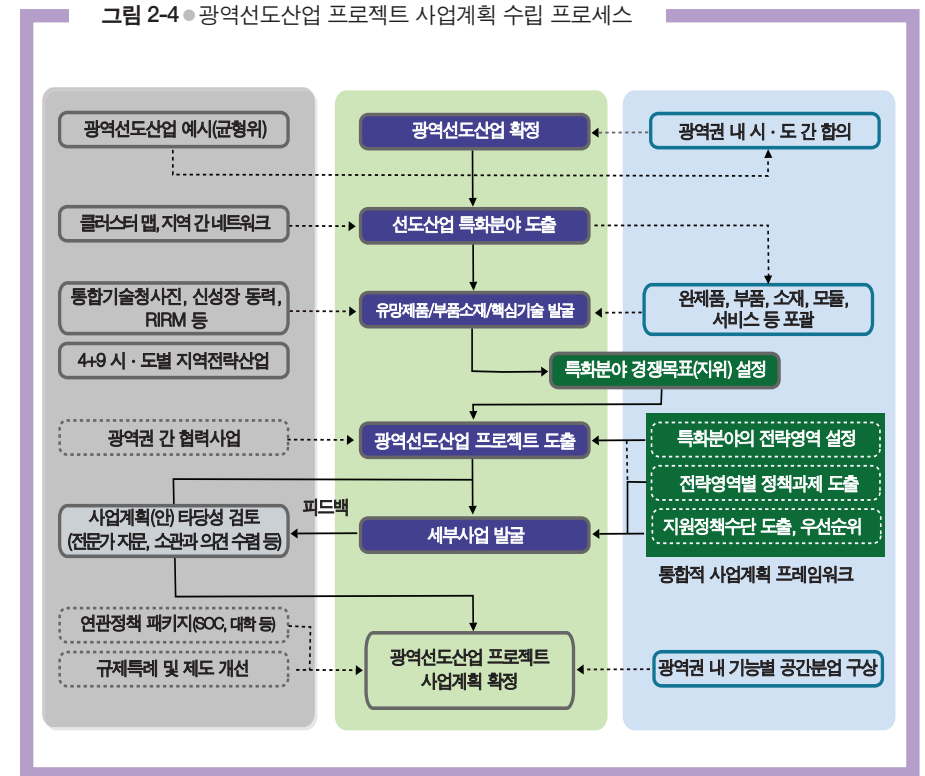 그림 2-4 ● 광역선도산업 프로젝트 사업계획 수립 프로세스
광역선도산업 예시(균형위)
광역선도산업 확정
광역권 내 시 · 도 간 합의
클러스터 맵, 지역 간 네트워크
선도산업 특화분야 도출
통합기술청사진, 신성장 동력,
RIRM 등
유망제품/부품소재/핵심기술 발굴
완제품, 부품, 소재, 모듈,
서비스 등 포괄
4+9 시 · 도별 지역전략산업
특화분야 경쟁목표(지위) 설정
광역권 간 협력사업
광역선도산업 프로젝트 도출
특화분야의 전략영역 설정
전략영역별 정책과제 도출
지원정책수단 도출, 우선순위
통합적 사업계획 프레임워크
피드백
사업계획(안) 타당성 검토
(전문가 자문, 소관과 의견 수렴 등)
세부사업 발굴
연관정책 패키지(SOC, 대학 등)
규제특례 및 제도 개선
광역선도산업 프로젝트
사업계획 확정
광역권 내 기능별 공간분업 구상